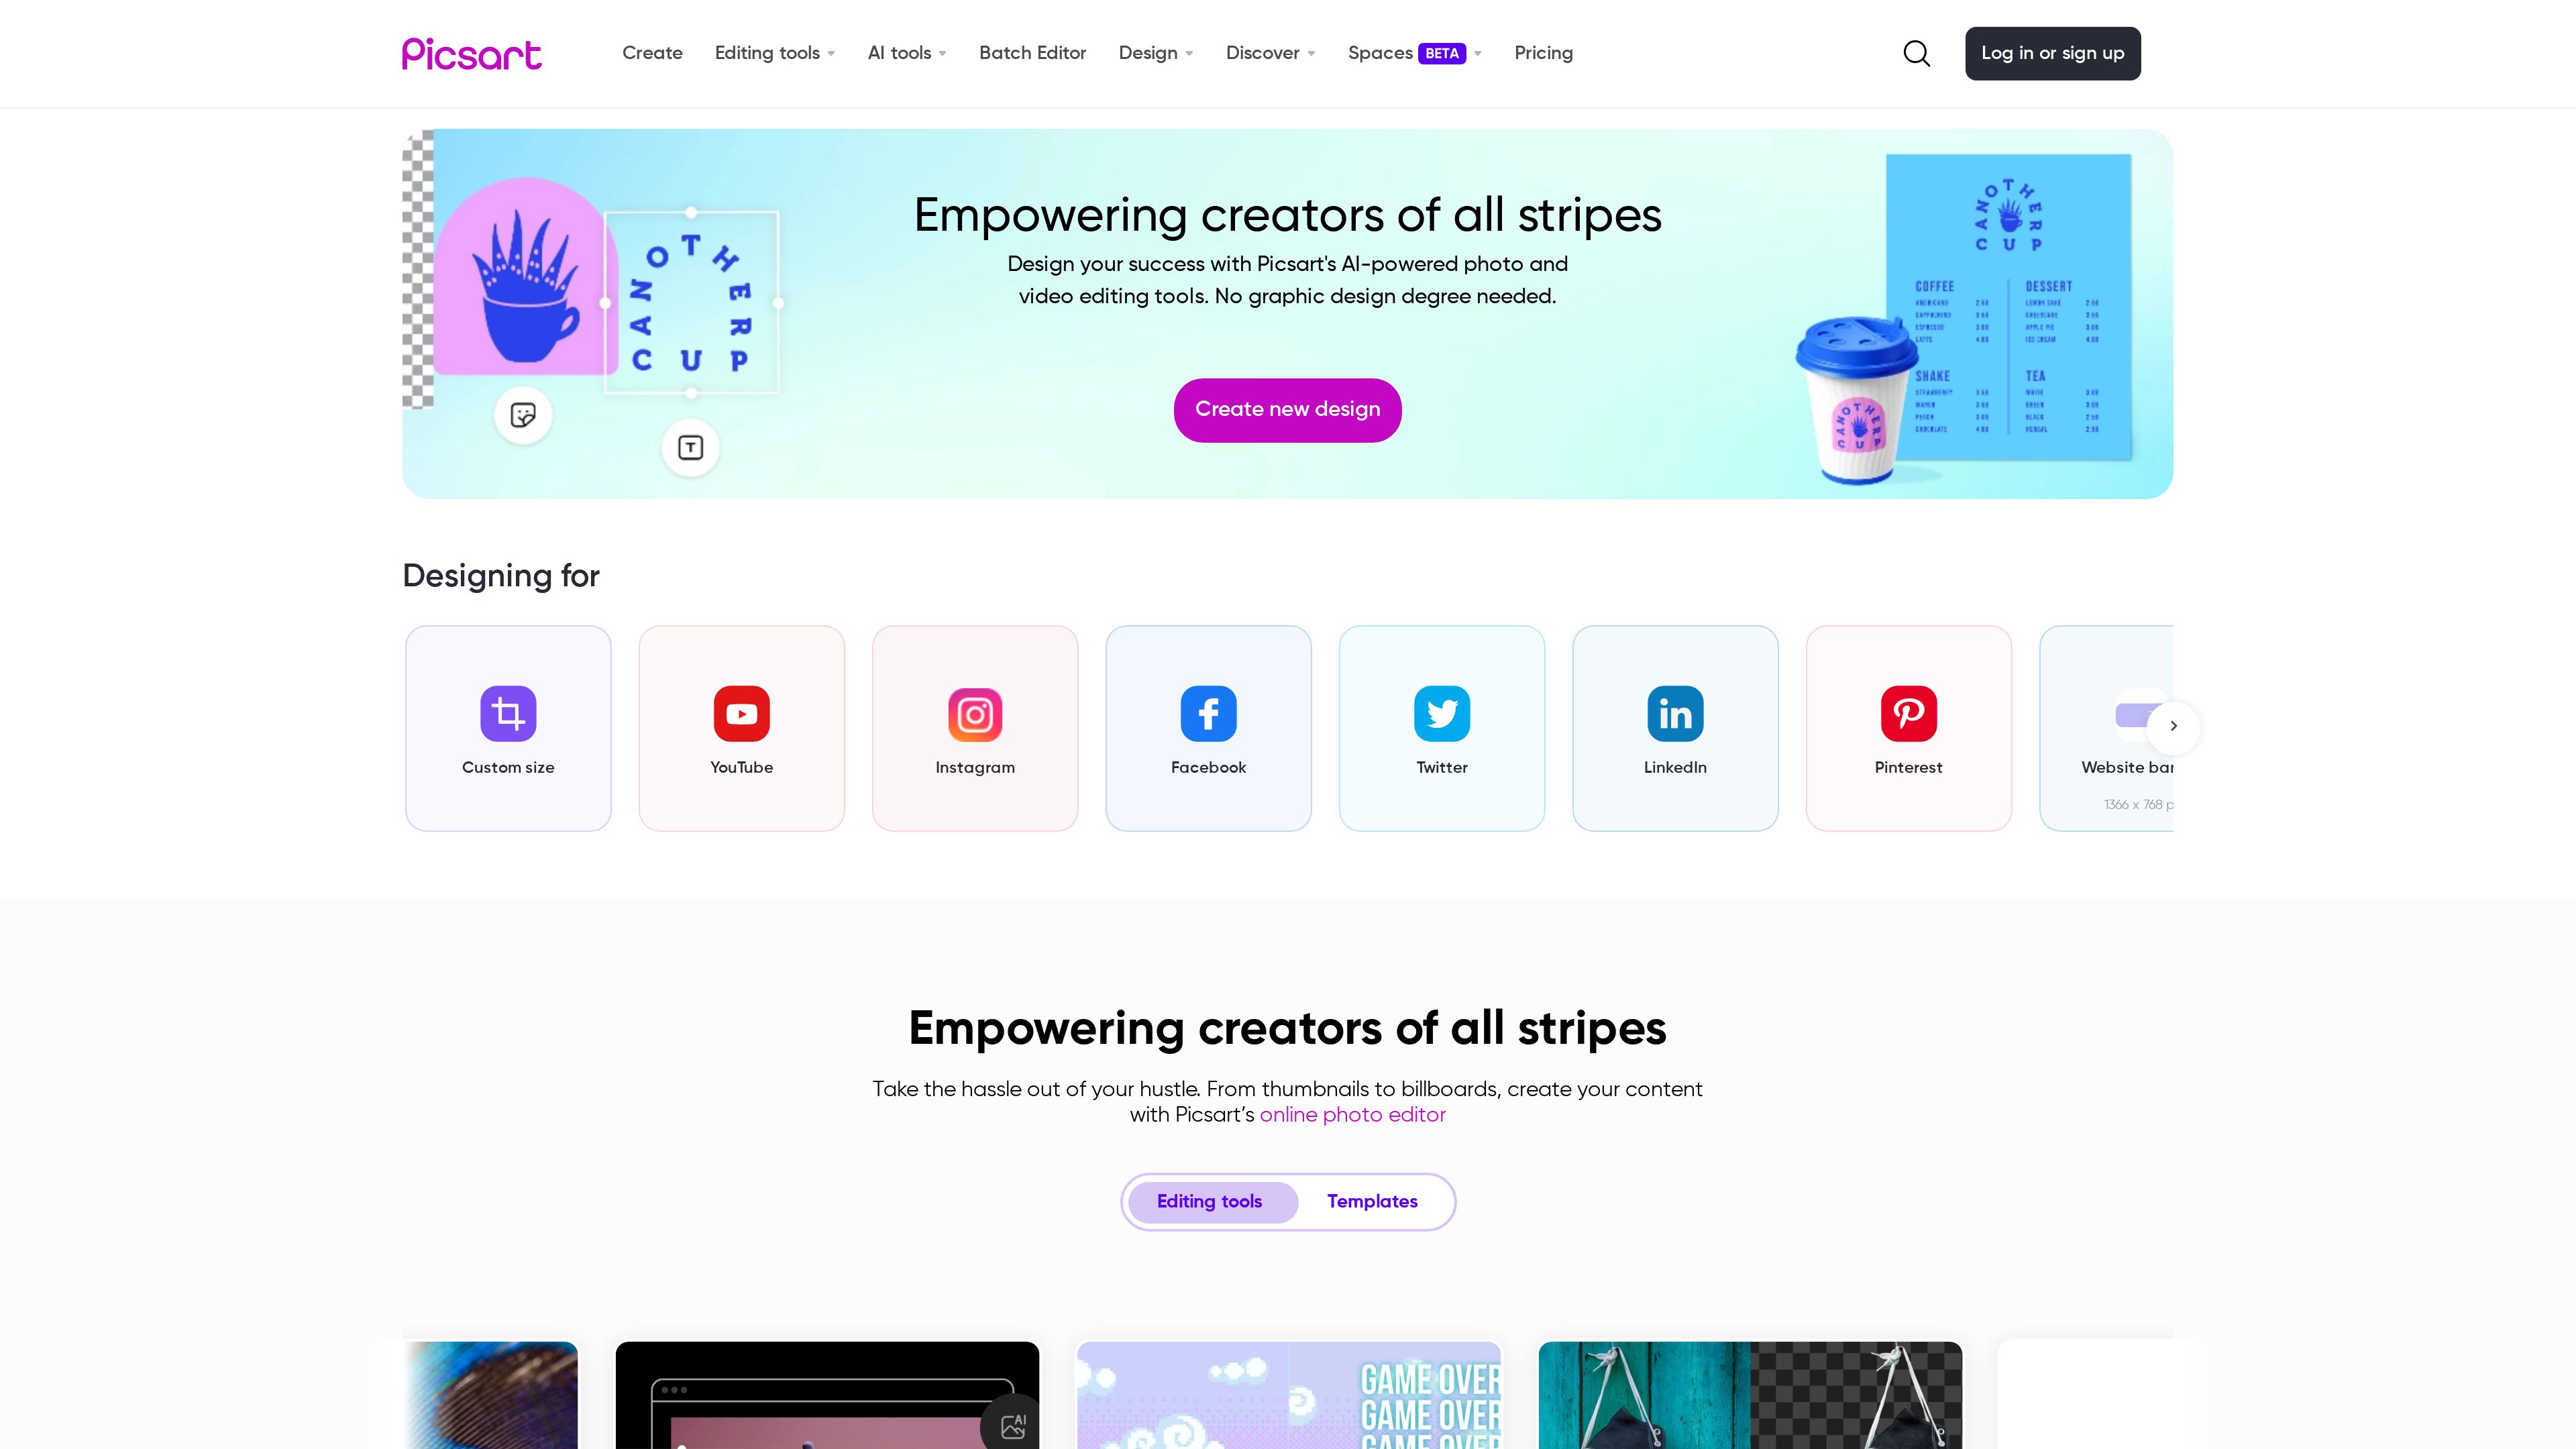 Picsart
Create
Editing tools
AI tools
Batch Editor
Design
Discover
Spaces BETA
Pricing
Log in or sign up
ANOTHER
CUP
T
Empowering creators of all stripes
Design your success with Picsart's AI-powered photo and
video editing tools. No graphic design degree needed.
Create new design
ANOTHER
CUP
COFFEE
DESSERT
SHAKE
TEA
ANOTHER
CUP
Designing for
Custom size
YouTube
Instagram
Facebook
Twitter
LinkedIn
Pinterest
Website
1366 x 768
Empowering creators of all stripes
Take the hassle out of your hustle. From thumbnails to billboards, create your content
with Picsart’s online photo editor
Editing tools
Templates
AI
GAME OVER
GAME OVER
GAME OVER